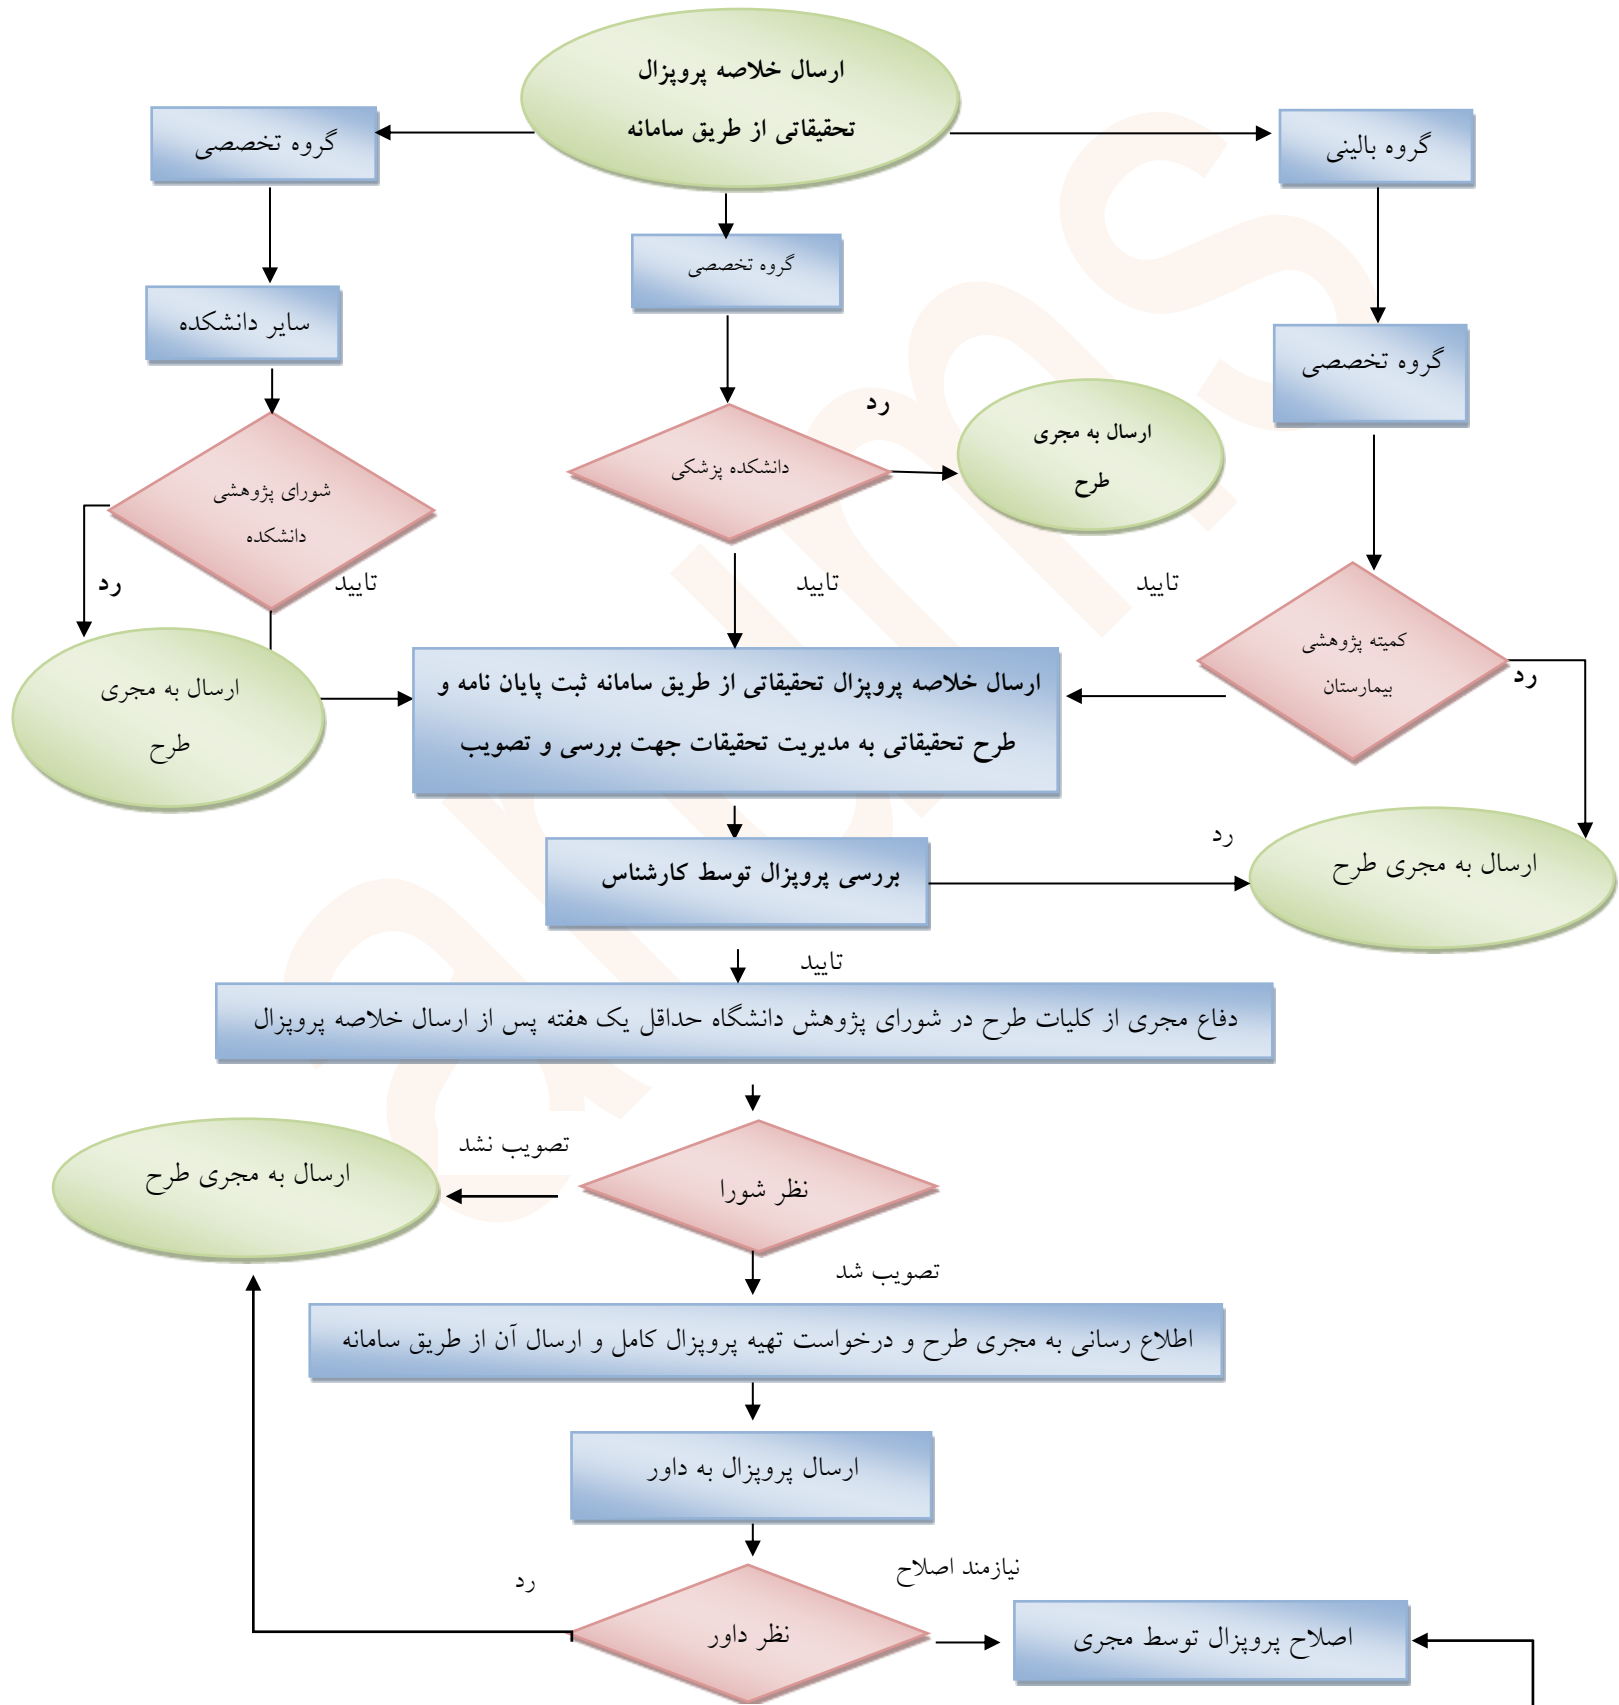 ارسال خلاصه پروپزال
تحقیقاتی از طریق سامانه
گروه بالینی
گروه تخصصی
گروه تخصصی
سایر دانشکده
گروه تخصصی
رد
ارسال به مجری
طرح
دانشکده پزشکی
شورای پژوهشی
دانشکده
تایید
تایید
تایید
رد
کمیته پژوهشی
بیمارستان
رد
ارسال به مجری
طرح
ارسال خلاصه پروپزال تحقیقاتی از طریق سامانه ثبت پایان نامه و
طرح تحقیقاتی به مدیریت تحقیقات جهت بررسی و تصویب
رد
ارسال به مجری طرح
بررسی پروپزال توسط کارشناس
تایید
دفاع مجری از کلیات طرح در شورای پژوهش دانشگاه حداقل یک هفته پس از ارسال خلاصه پروپزال
تصویب نشد
ارسال به مجری طرح
نظر شورا
تصویب شد
اطلاع رسانی به مجری طرح و درخواست تهیه پروپزال کامل و ارسال آن از طریق سامانه
ارسال پروپزال به داور
نیازمند اصلاح
رد
نظر داور
اصلاح پروپزال توسط مجری
arums